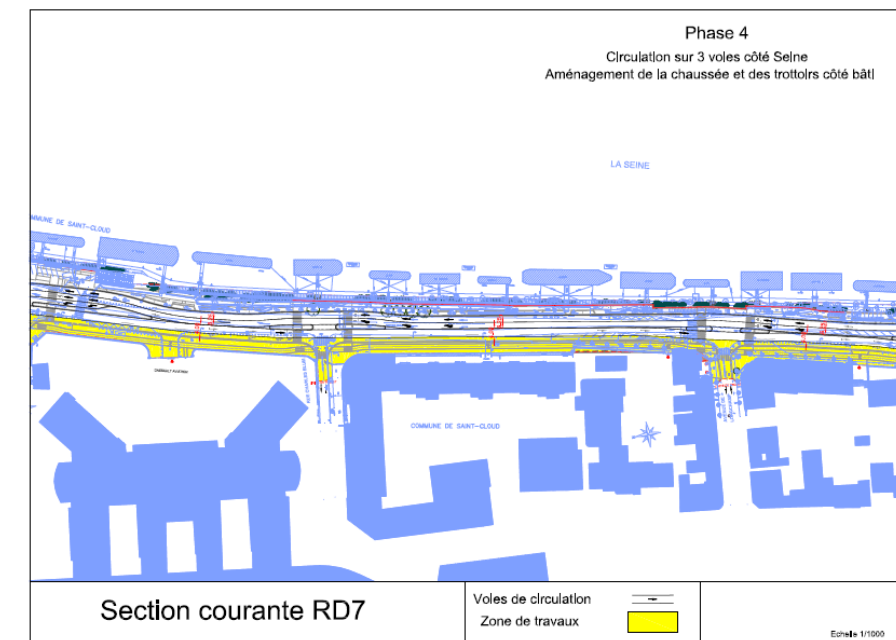 Phase 4
Circulation sur 3 voies côté Seine
Aménagement de la chaussée et des trottoirs côté bâti
LA SEINE
OMMUNE DE SAINT-CLOUD
COMMUNE DE SAINT-CLOUD
Section courante RD7
Voies de circulation
Zone de travaux
Echelle 1/1000